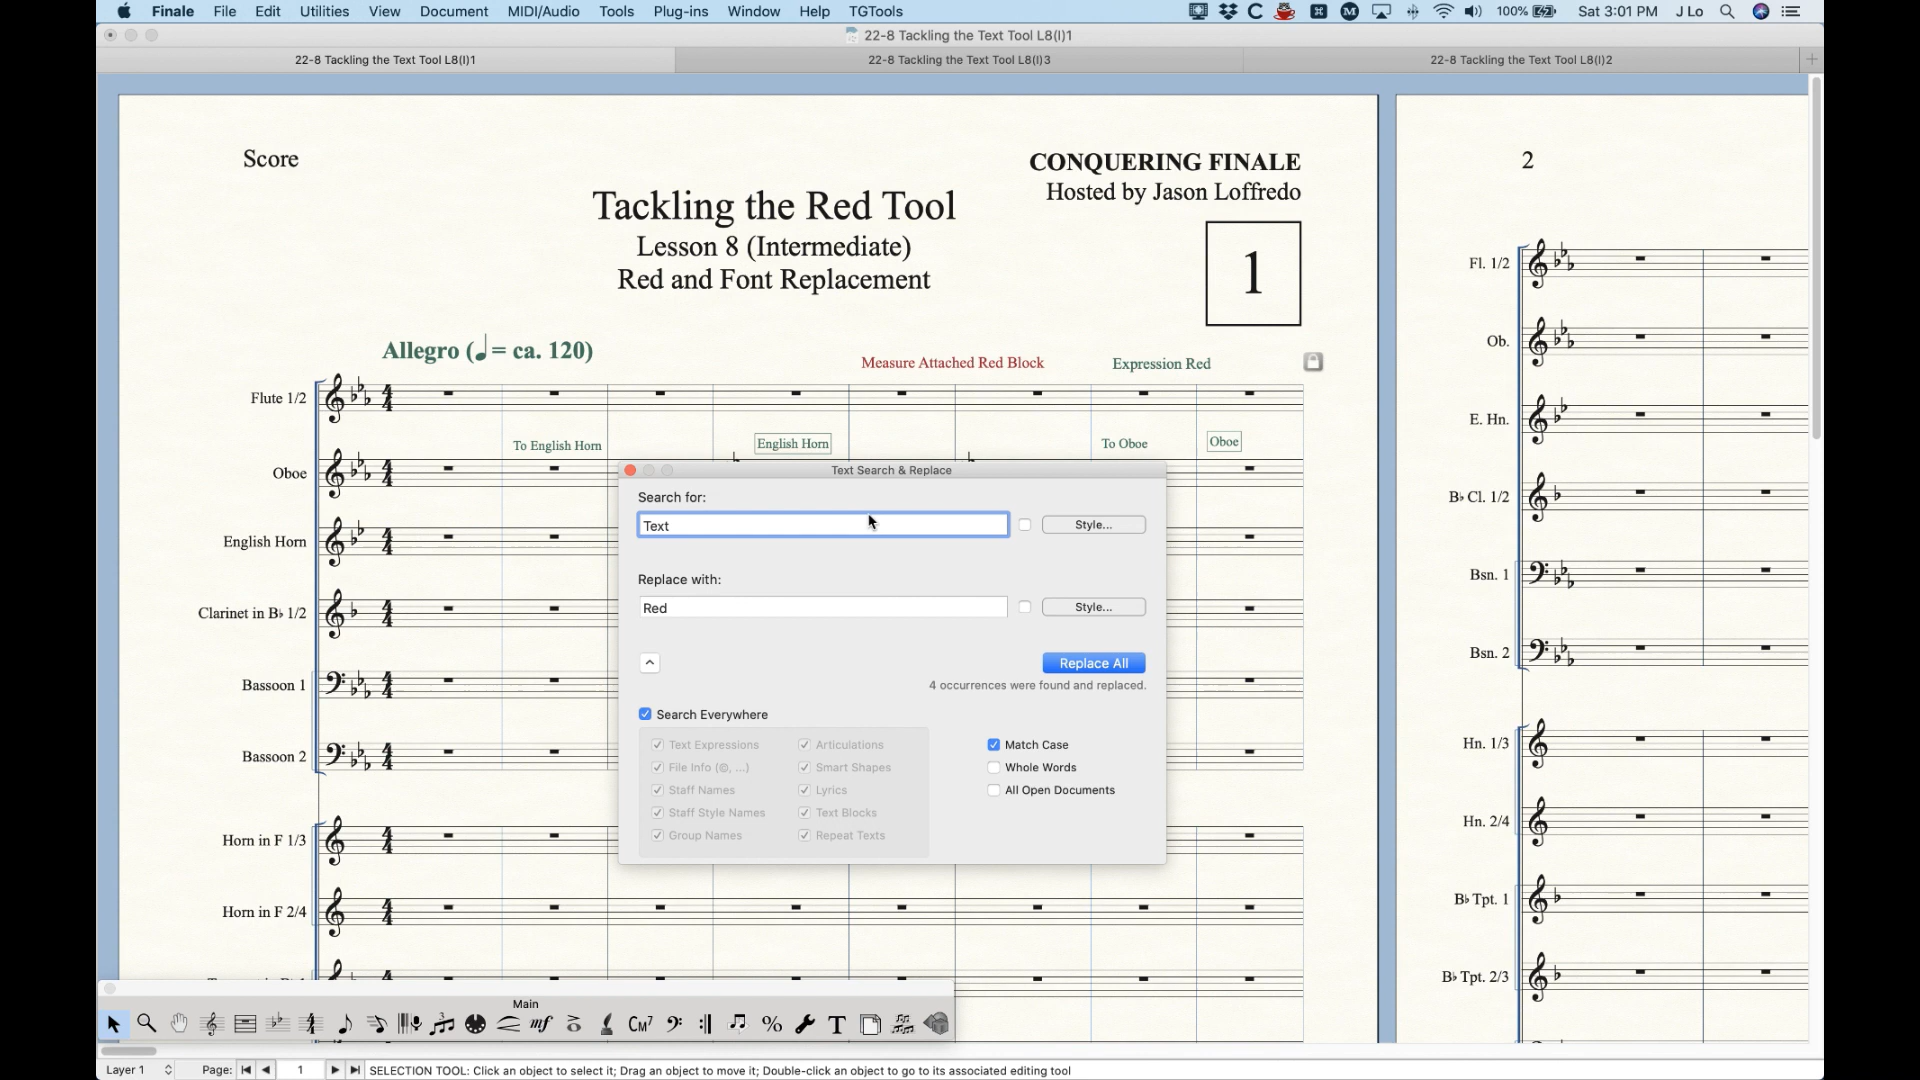 Finale File Edit Utilities View Document MIDI/Audio Tools Plug-ins Window Help TGTools 100% Sat 3:01 PM J Lo
22-8 Tackling the Text Tool L8(I)1
22-8 Tackling the Text Tool L8(I)1 22-8 Tackling the Text Tool L8(I)3 22-8 Tackling the Text Tool L8(I)2
Score
CONQUERING FINALE
Hosted by Jason Loffredo
Tackling the Red Tool
Lesson 8 (Intermediate)
Red and Font Replacement
1
Allegro (♩= ca. 120)
Measure Attached Red Block
Expression Red
Flute 1/2
To English Horn
English Horn
To Oboe
Oboe
Oboe
English Horn
Clarinet in B♭ 1/2
Bassoon 1
Bassoon 2
Horn in F 1/3
Horn in F 2/4
Text Search & Replace
Search for:
Text
Style...
Replace with:
Red
Style...
Replace All
4 occurrences were found and replaced.
Search Everywhere
Text Expressions
Articulations
Match Case
File Info (©, ...)
Smart Shapes
Whole Words
Staff Names
Lyrics
All Open Documents
Staff Style Names
Text Blocks
Group Names
Repeat Texts
2
Fl. 1/2
Ob.
E. Hn.
B♭ Cl. 1/2
Bsn. 1
Bsn. 2
Hn. 1/3
Hn. 2/4
B♭ Tpt. 1
B♭ Tpt. 2/3
Main
mf CM7 % T
Layer 1 Page: 1 SELECTION TOOL: Click an object to select it; Drag an object to move it; Double-click an object to go to its associated editing tool